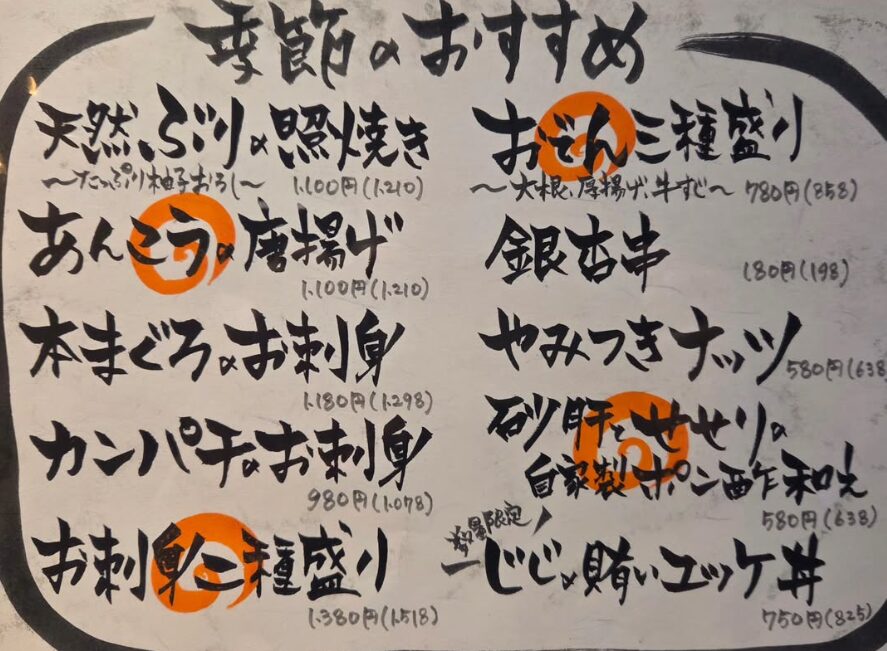 季節のおすすめ
天然ぶりの照焼き
～たっぷり柚子おろし～ 1.100円(1.210)
あんこうの唐揚げ
1.100円(1.210)
本まぐろのお刺身
1.180円(1.298)
カンパチのお刺身
980円(1.078)
お刺身二種盛り
1.380円(1.518)
おでん三種盛り
～大根、厚揚げ、牛すじ～ 780円(858)
銀杏串
180円(198)
やみつきナッツ
580円(638
砂肝とせせりの
自家製ポン酢和え
580円(638)
数量限定
じじの賄いユッケ丼
750円(825)